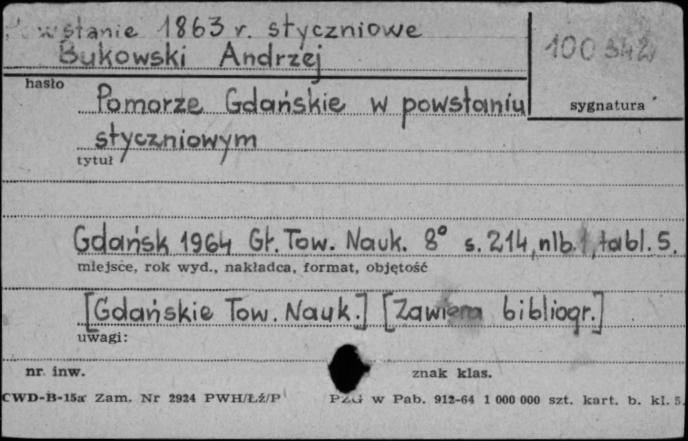 Powstanie 1863 r. styczniowe
Bukowski Andrzej
100 342
hasło
Pomorze Gdańskie w powstaniu
sygnatura
styczniowym
tytuł
Gdańsk 1964 Gł. Tow. Nauk. 8° s. 214, nlb. 1, tabl. 5.
miejsce, rok wyd., nakładca, format, objętość
[Gdańskie Tow. Nauk.] [Zawiera bibliogr.]
uwagi:
nr. inw. znak klas.
CWD-B-15a Zam. Nr 2924 PWH/Łż/P PZG w Pab. 912-64 1 000 000 szt. kart. b. kl. 5.